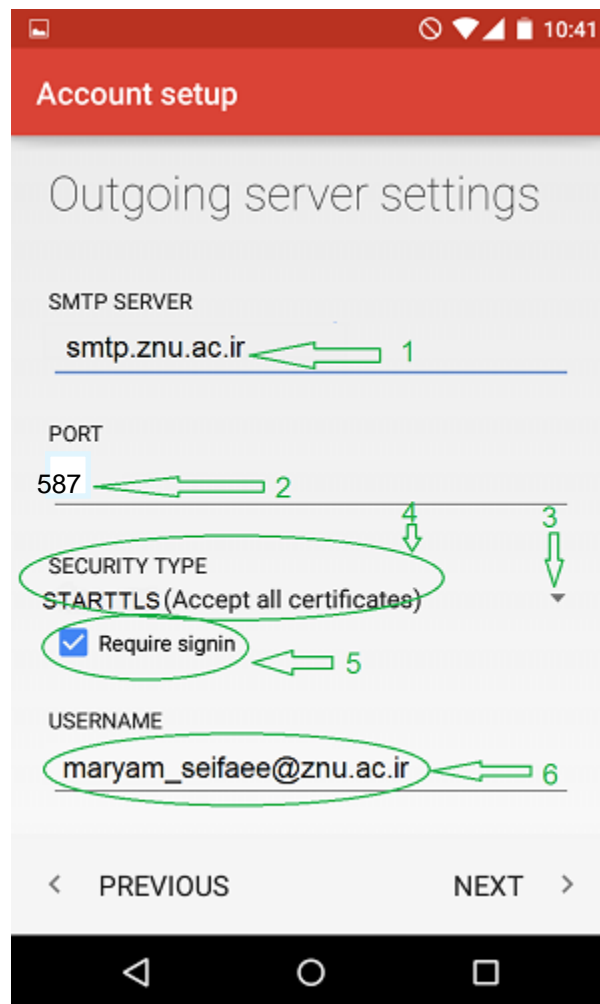 10:41
Account setup
Outgoing server settings
SMTP SERVER
smtp.znu.ac.ir 1
PORT
587 2
4 3
SECURITY TYPE
STARTTLS (Accept all certificates)
Require signin 5
USERNAME
maryam_seifaee@znu.ac.ir 6
PREVIOUS NEXT